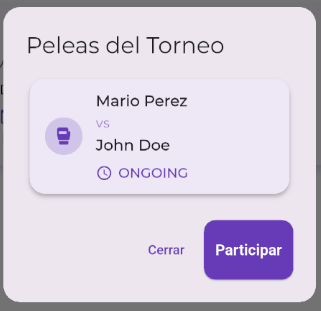 Peleas del Torneo
Mario Perez
VS
John Doe
ONGOING
Cerrar
Participar